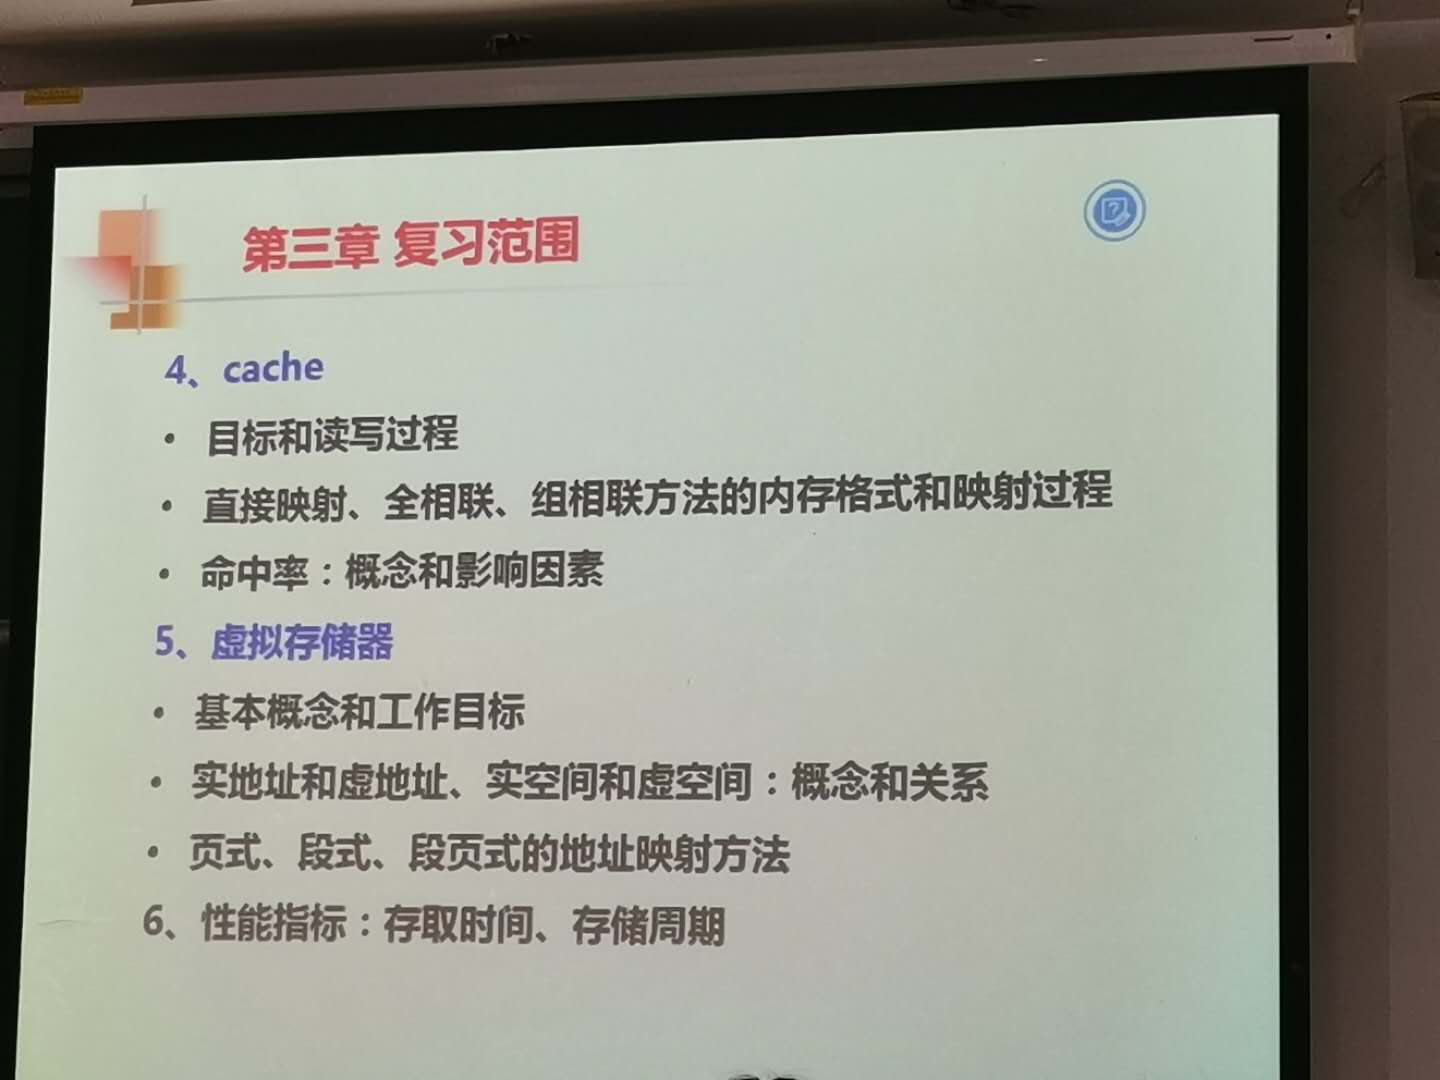 第三章 复习范围
4、cache
• 目标和读写过程
• 直接映射、全相联、组相联方法的内存格式和映射过程
• 命中率：概念和影响因素
5、虚拟存储器
• 基本概念和工作目标
• 实地址和虚地址、实空间和虚空间：概念和关系
• 页式、段式、段页式的地址映射方法
6、性能指标：存取时间、存储周期